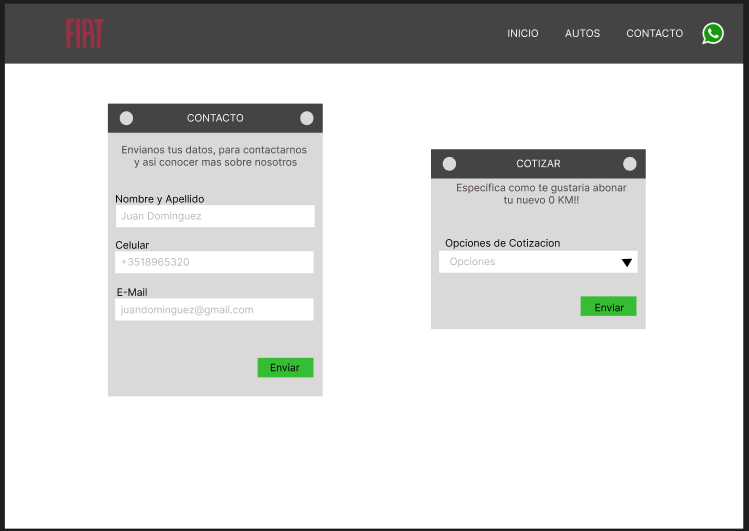 FIAT
INICIO AUTOS CONTACTO
CONTACTO
Envianos tus datos, para contactarnos
y asi conocer mas sobre nosotros
Nombre y Apellido
Juan Dominguez
Celular
+3518965320
E-Mail
juandominguez@gmail.com
Enviar
COTIZAR
Especifica como te gustaria abonar
tu nuevo 0 KM!!
Opciones de Cotizacion
Opciones
Enviar